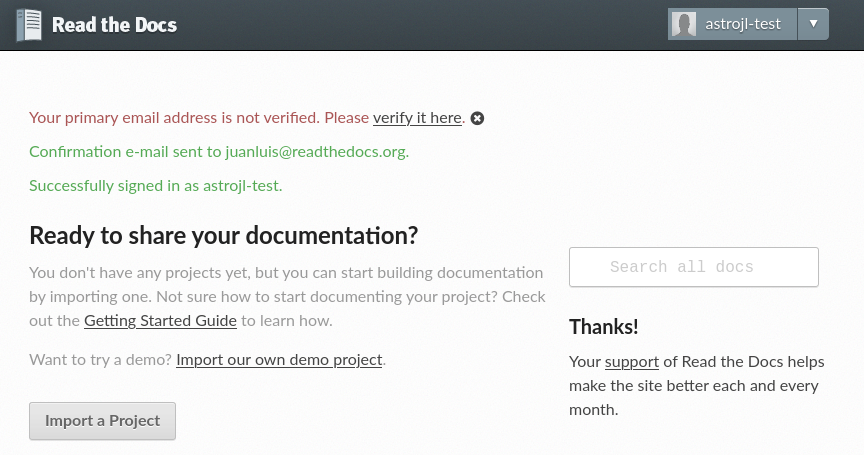 Read the Docs
astrojl-test ▼
Your primary email address is not verified. Please verify it here.
Confirmation e-mail sent to juanluis@readthedocs.org.
Successfully signed in as astrojl-test.
Ready to share your documentation?
You don't have any projects yet, but you can start building documentation
by importing one. Not sure how to start documenting your project? Check
out the Getting Started Guide to learn how.
Want to try a demo? Import our own demo project.
Import a Project
Search all docs
Thanks!
Your support of Read the Docs helps
make the site better each and every
month.